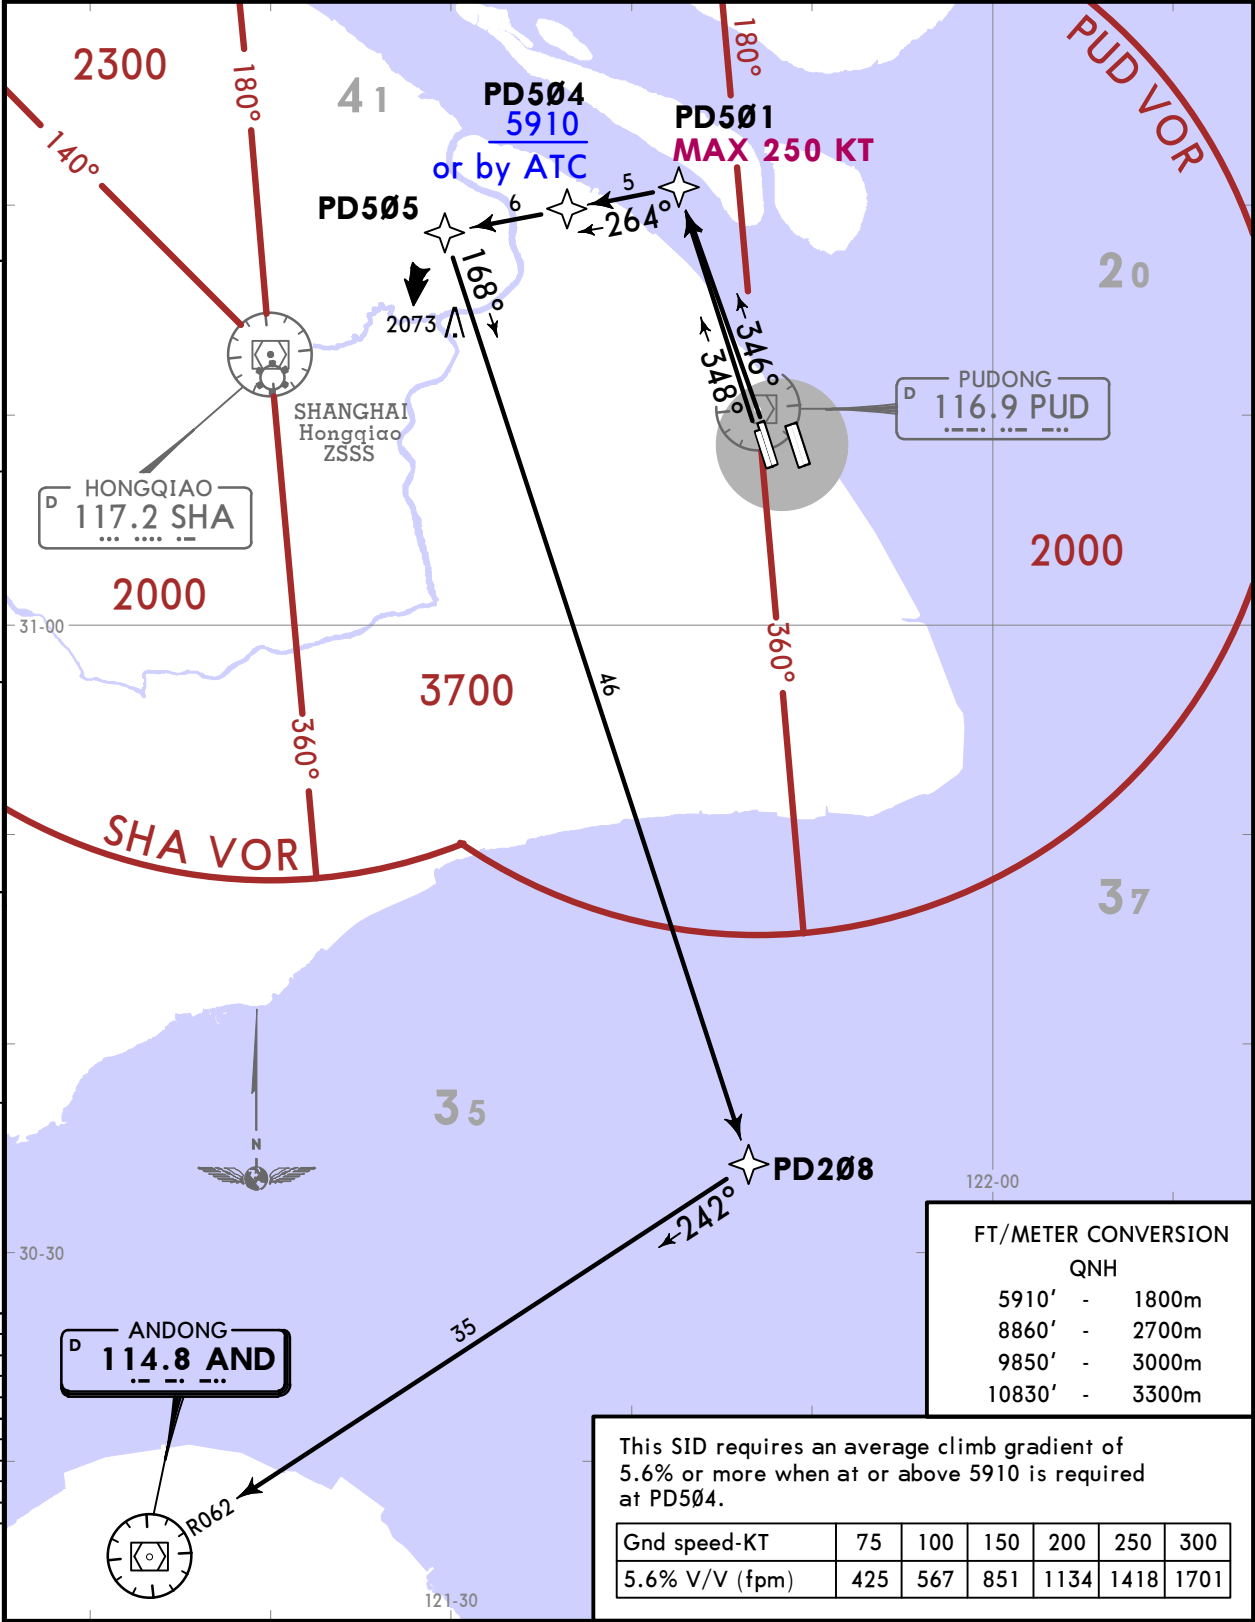 2300
180°
41
PD5Ø4
5910
or by ATC
PD5Ø1
MAX 250 KT
180°
PUD VOR
140°
PD5Ø5
6
5
264°
168°
20
2073
346°
348°
PUDONG
D 116.9 PUD
SHANGHAI
Hongqiao
ZSSS
HONGQIAO
D 117.2 SHA
2000
2000
31-00
360°
3700
46
360°
SHA VOR
37
35
N
PD2Ø8
122-00
242°
30-30
FT/METER CONVERSION
QNH
5910' - 1800m
8860' - 2700m
9850' - 3000m
10830' - 3300m
35
ANDONG
D 114.8 AND
R062
121-30
This SID requires an average climb gradient of
5.6% or more when at or above 5910 is required
at PD5Ø4.
Gnd speed-KT 75 100 150 200 250 300
5.6% V/V (fpm) 425 567 851 1134 1418 1701